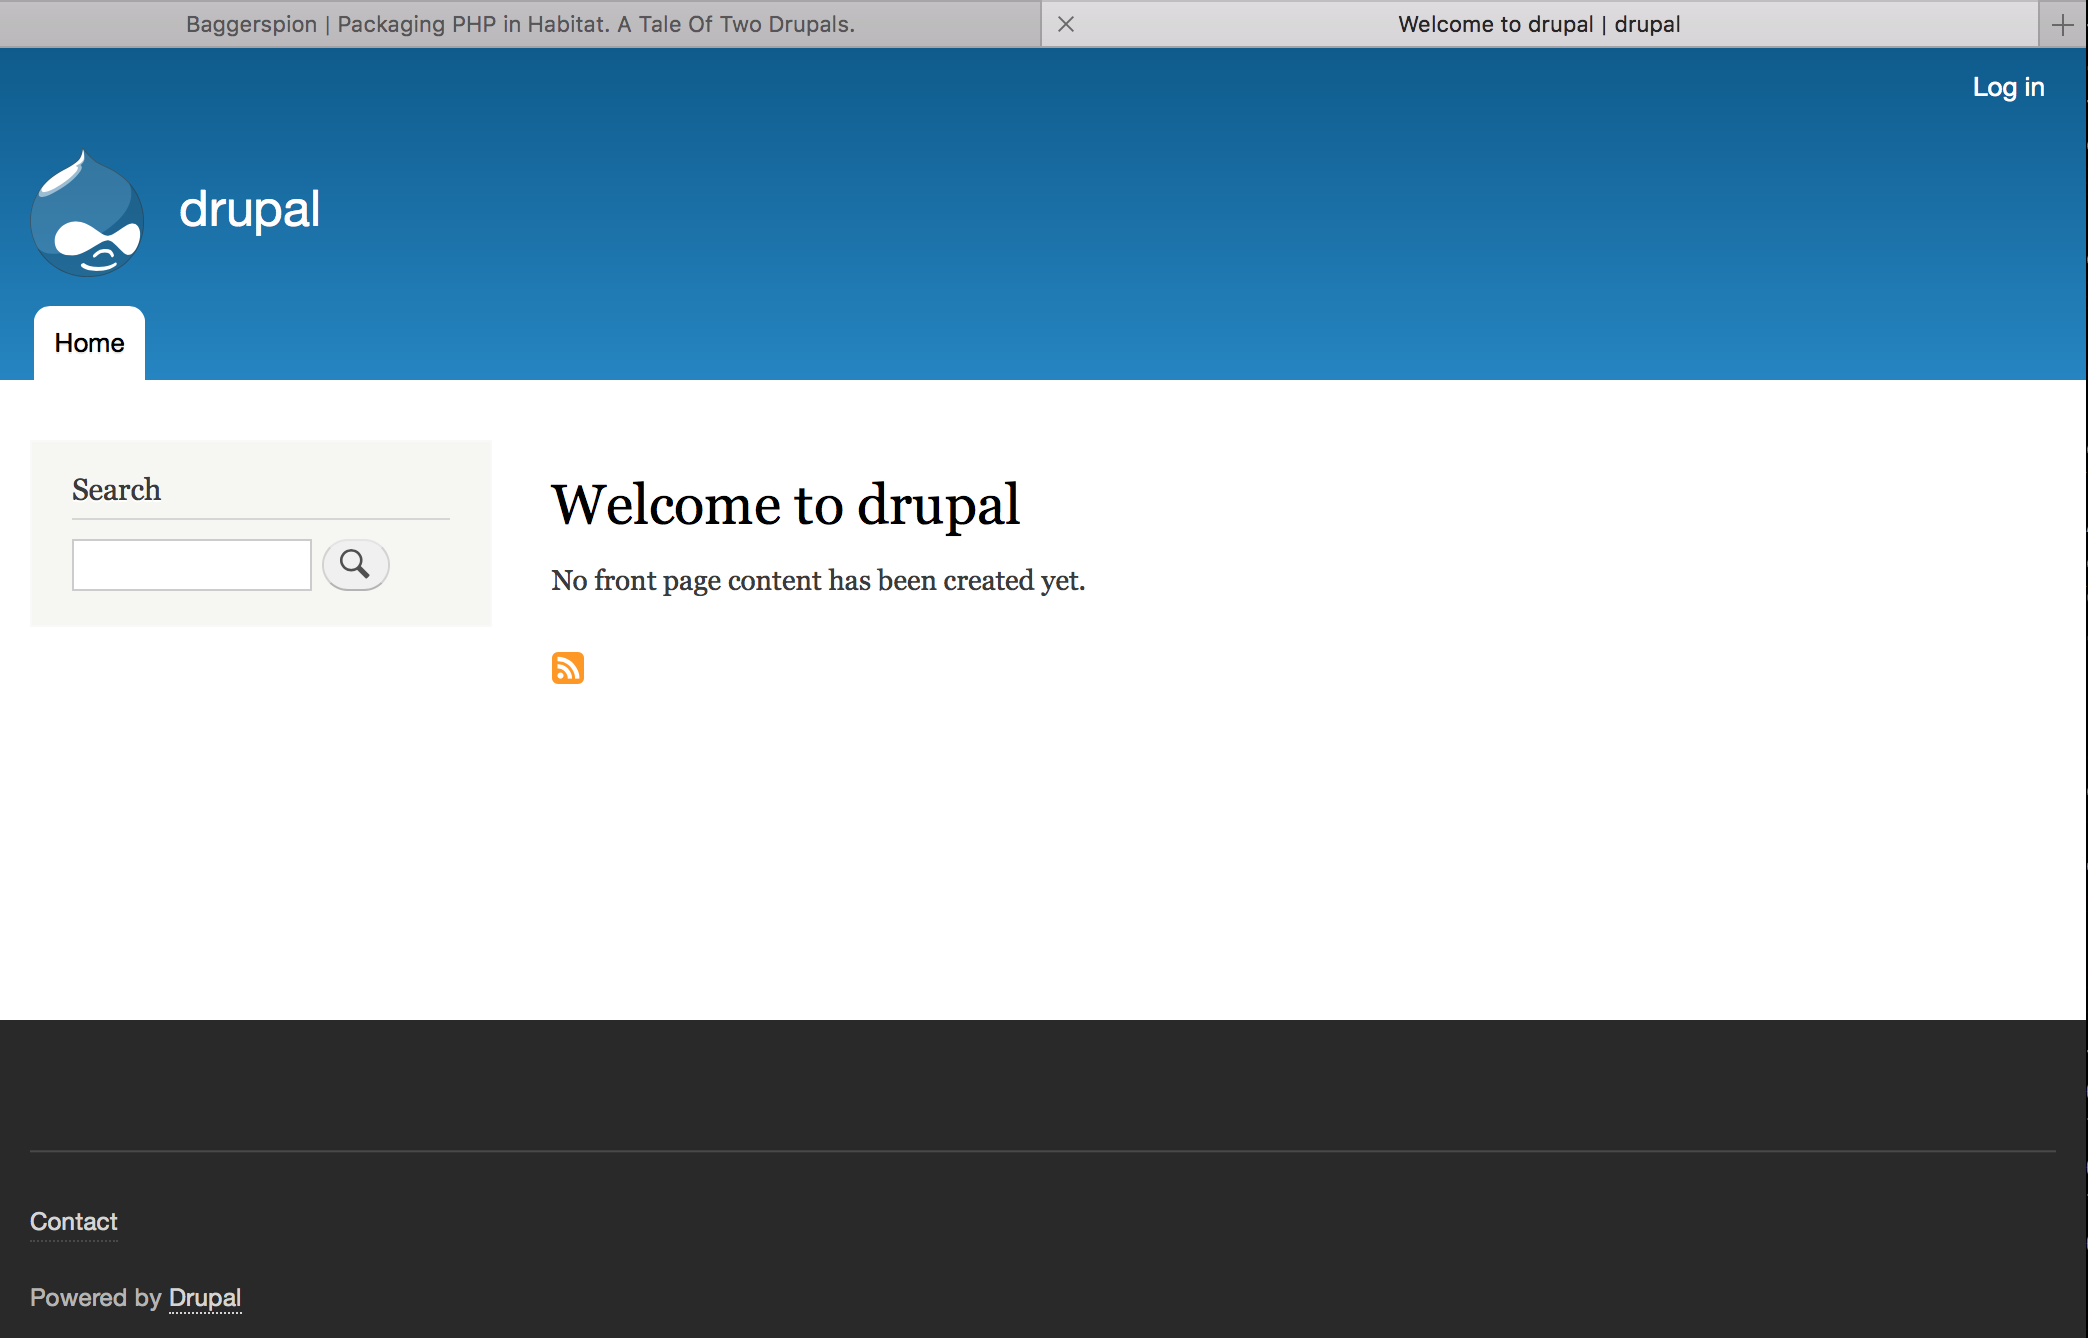 Baggerspion | Packaging PHP in Habitat. A Tale Of Two Drupals.
Welcome to drupal | drupal
Log in
drupal
Home
Search
Welcome to drupal
No front page content has been created yet.
Contact
Powered by Drupal